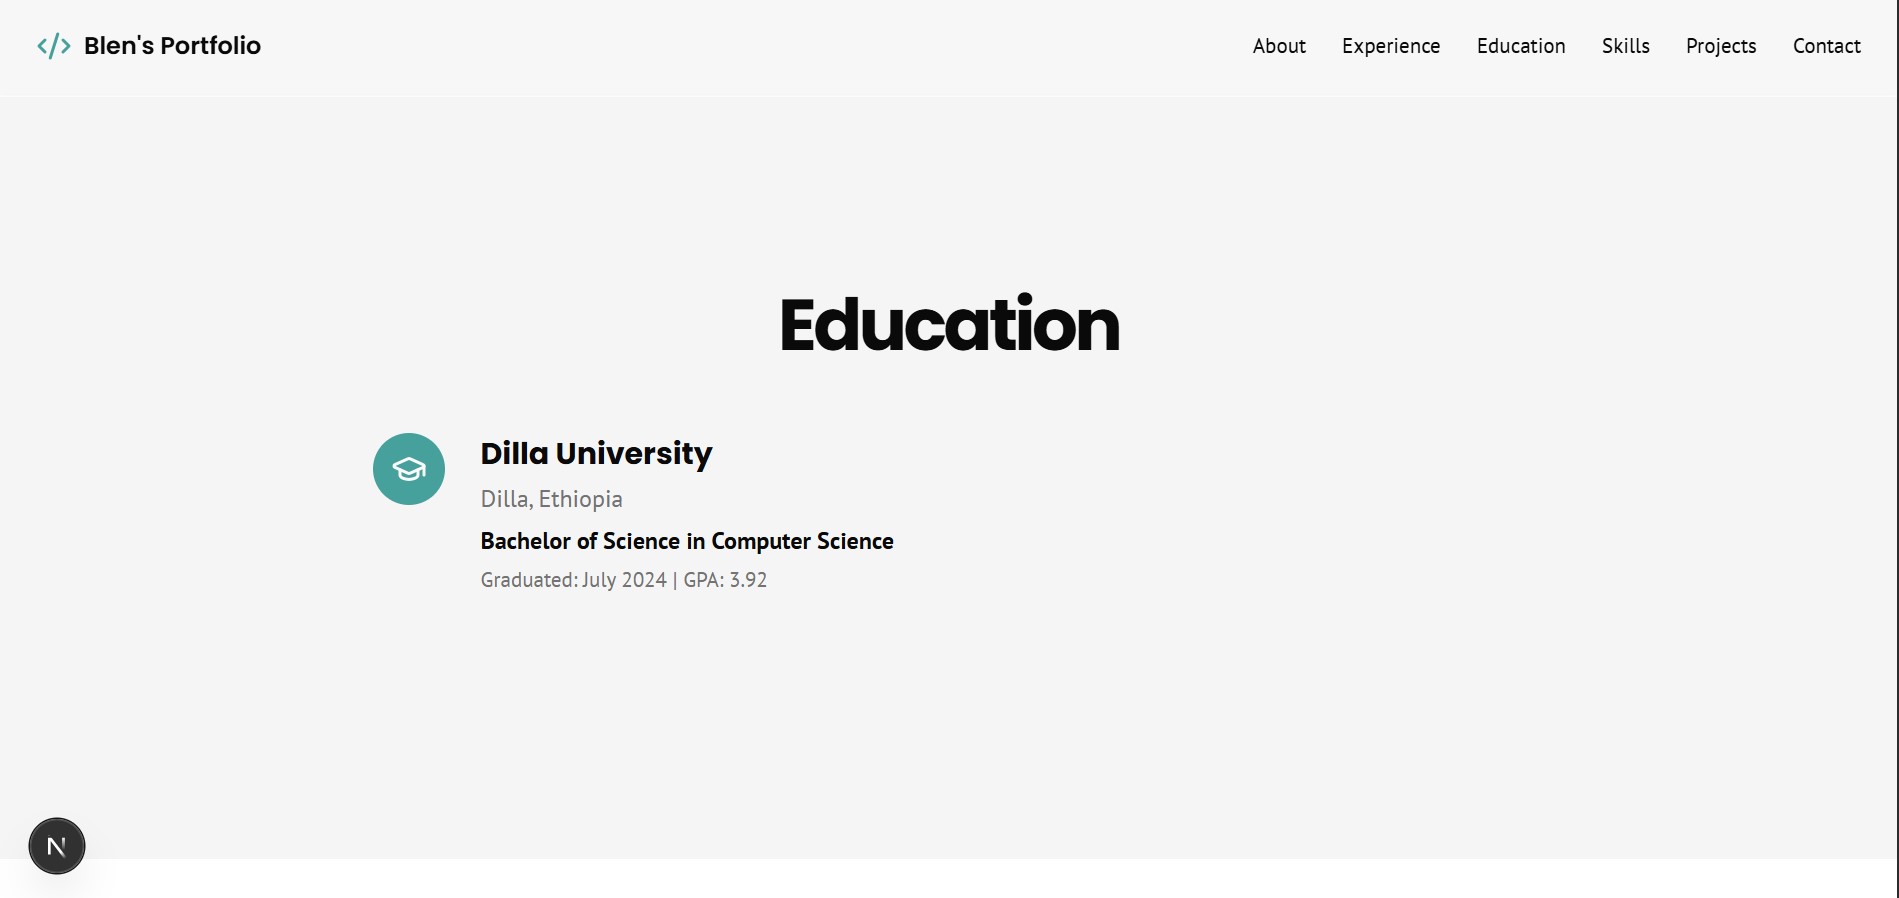 </> Blen's Portfolio
About Experience Education Skills Projects Contact
Education
Dilla University
Dilla, Ethiopia
Bachelor of Science in Computer Science
Graduated: July 2024 | GPA: 3.92
N